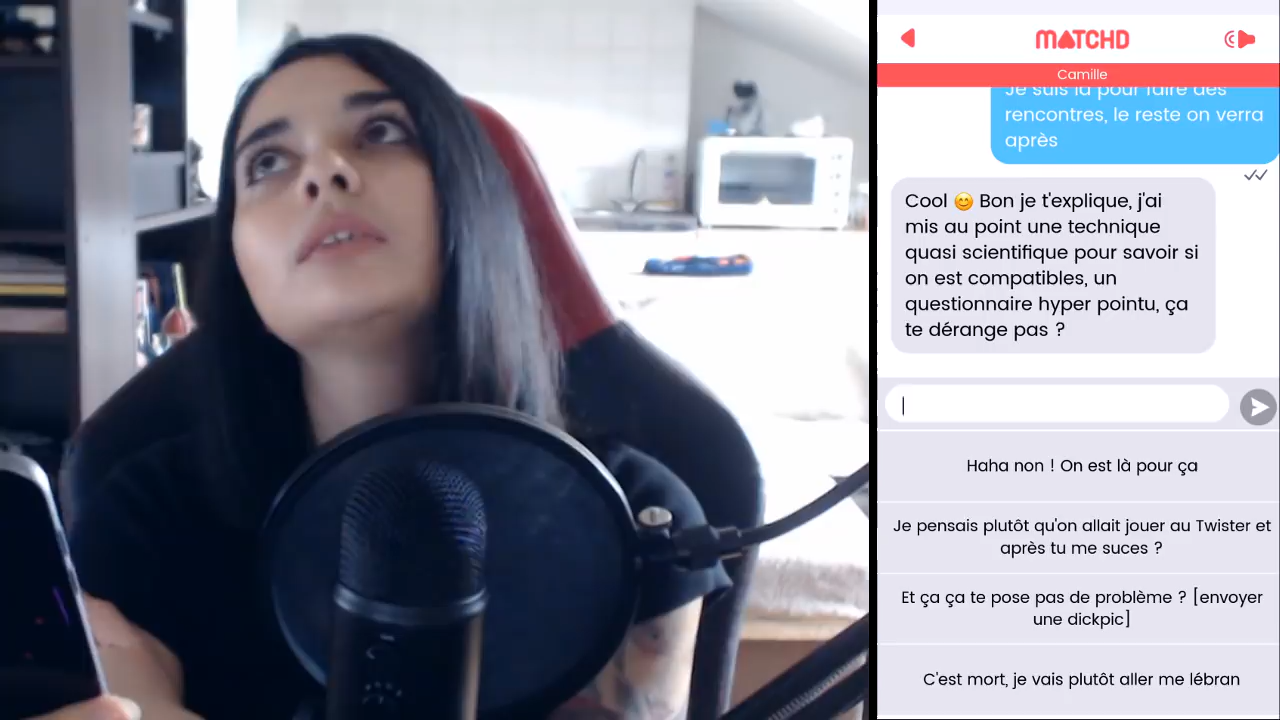 MATCHD
Camille
Je suis là pour faire des
rencontres, le reste on verra
après
Cool 😊 Bon je t'explique, j'ai
mis au point une technique
quasi scientifique pour savoir si
on est compatibles, un
questionnaire hyper pointu, ça
te dérange pas ?
Haha non ! On est là pour ça
Je pensais plutôt qu'on allait jouer au Twister et
après tu me suces ?
Et ça ça te pose pas de problème ? [envoyer
une dickpic]
C'est mort, je vais plutôt aller me lébran